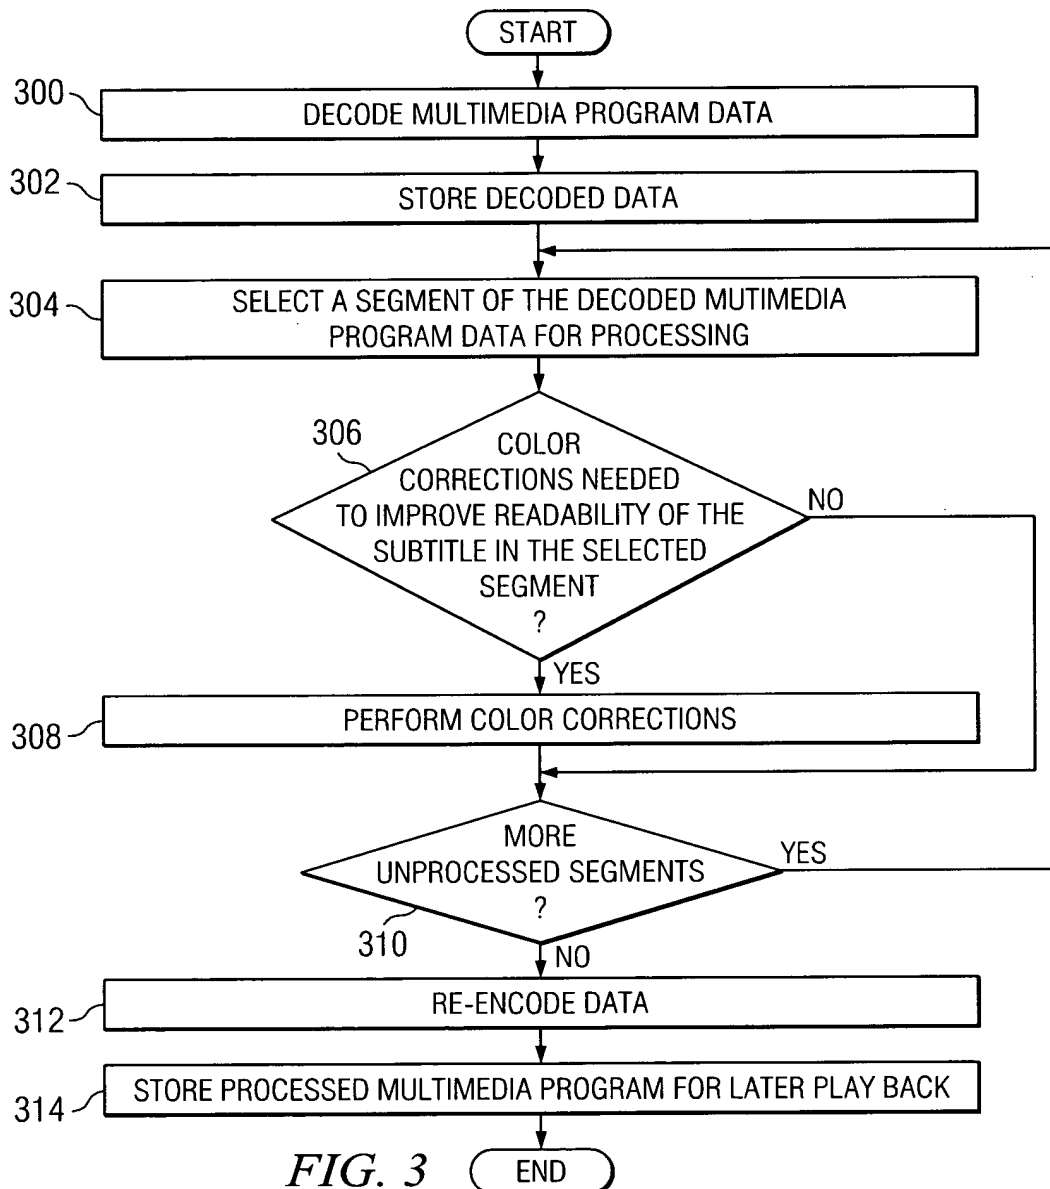 START
300
DECODE MULTIMEDIA PROGRAM DATA
302
STORE DECODED DATA
304
SELECT A SEGMENT OF THE DECODED MUTIMEDIA
PROGRAM DATA FOR PROCESSING
306
COLOR
CORRECTIONS NEEDED
TO IMPROVE READABILITY OF THE
SUBTITLE IN THE SELECTED
SEGMENT
?
NO
YES
308
PERFORM COLOR CORRECTIONS
MORE
UNPROCESSED SEGMENTS
?
YES
310
NO
312
RE-ENCODE DATA
314
STORE PROCESSED MULTIMEDIA PROGRAM FOR LATER PLAY BACK
FIG. 3
END